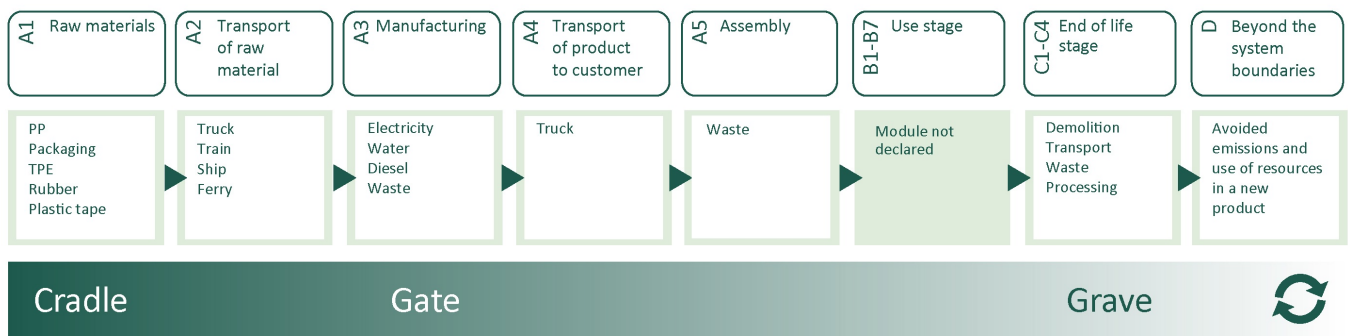 A1 Raw materials
A2 Transport
of raw
material
A3 Manufacturing
A4 Transport
of product
to customer
A5 Assembly
B1-B7 Use stage
C1-C4 End of life
stage
D Beyond the
system
boundaries
PP
Packaging
TPE
Rubber
Plastic tape
Truck
Train
Ship
Ferry
Electricity
Water
Diesel
Waste
Truck
Waste
Module not
declared
Demolition
Transport
Waste
Processing
Avoided
emissions and
use of resources
in a new
product
Cradle
Gate
Grave